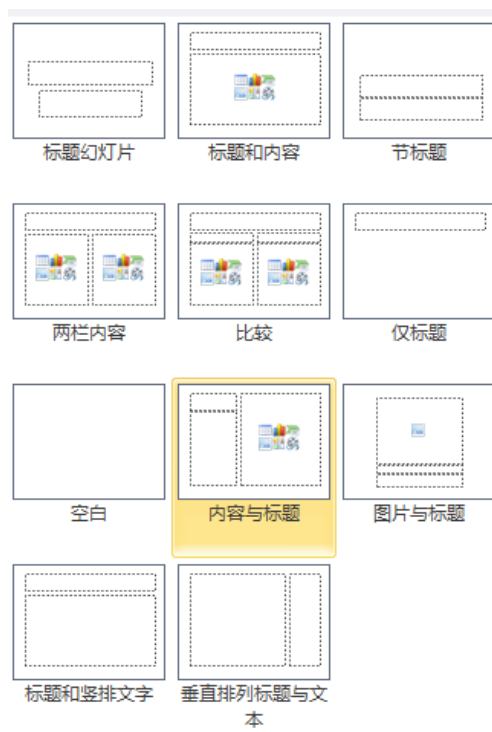 标题幻灯片
标题和内容
节标题
两栏内容
比较
仅标题
空白
内容与标题
图片与标题
标题和竖排文字
垂直排列标题与文
本